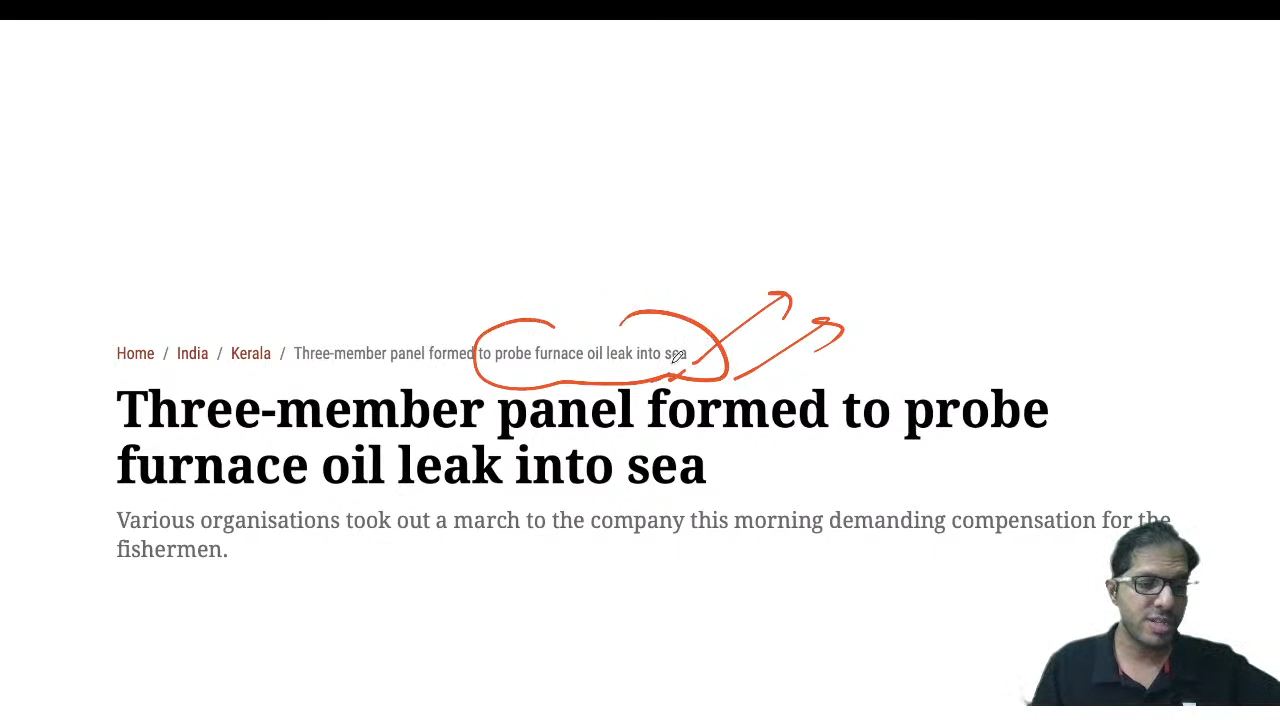 Home / India / Kerala / Three-member panel formed to probe furnace oil leak into sea
Three-member panel formed to probe
furnace oil leak into sea
Various organisations took out a march to the company this morning demanding compensation for the
fishermen.